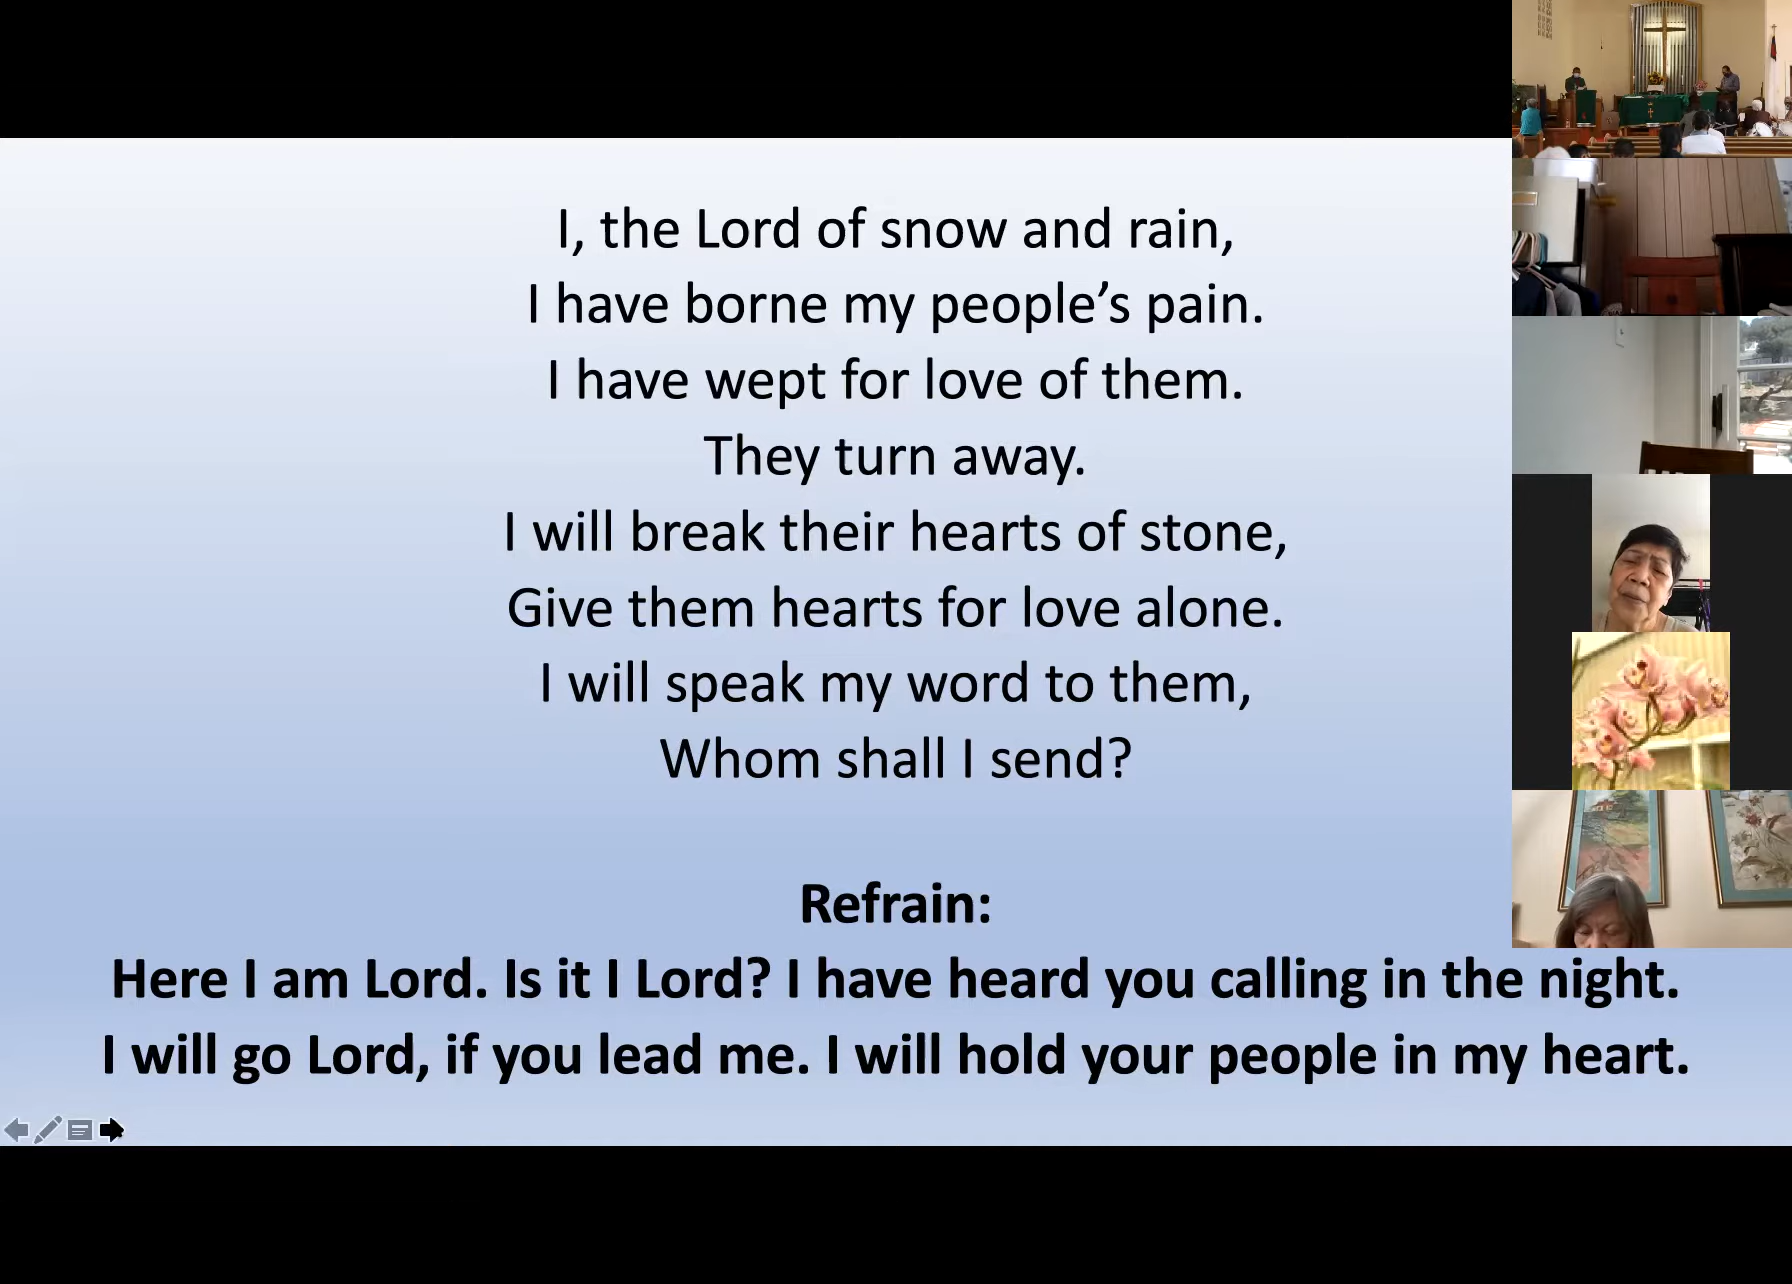 I, the Lord of snow and rain,
I have borne my people’s pain.
I have wept for love of them.
They turn away.
I will break their hearts of stone,
Give them hearts for love alone.
I will speak my word to them,
Whom shall I send?
Refrain:
Here I am Lord. Is it I Lord? I have heard you calling in the night.
I will go Lord, if you lead me. I will hold your people in my heart.